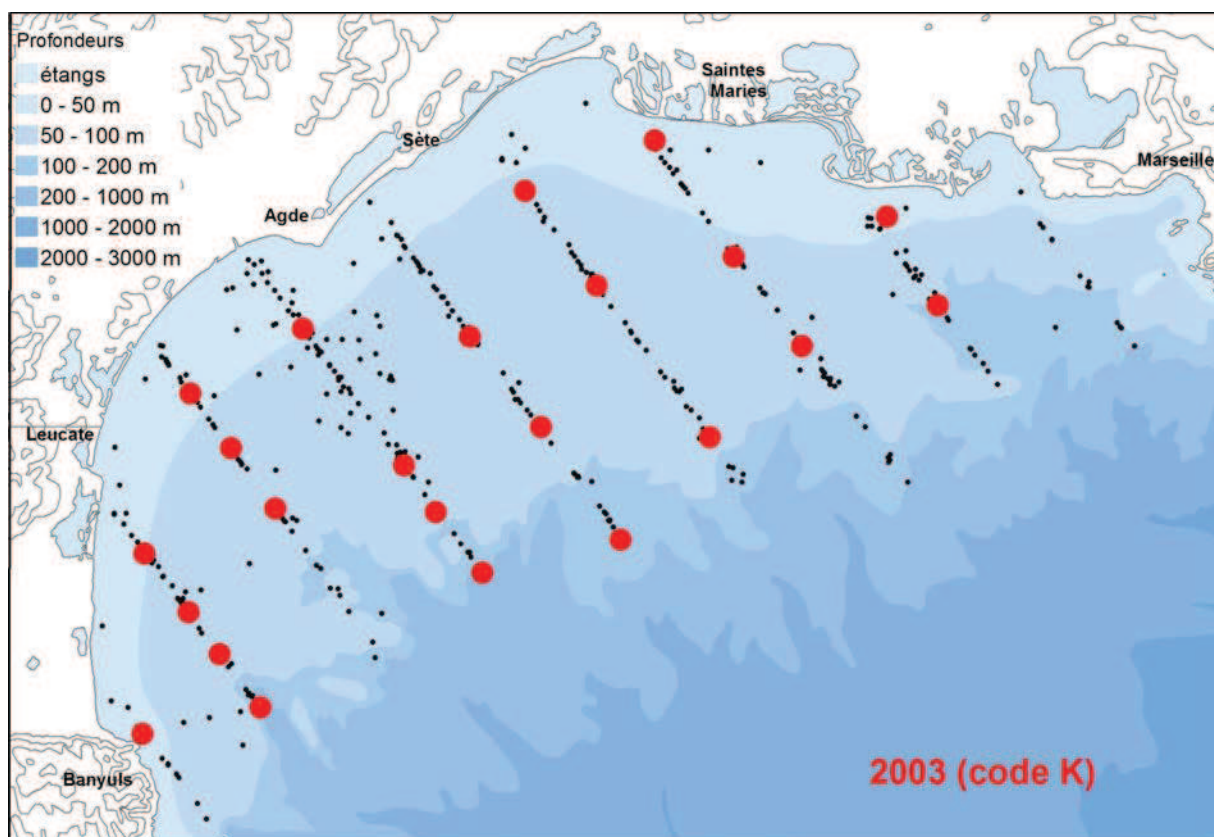 Profondeurs
étangs
0 - 50 m
50 - 100 m
100 - 200 m
200 - 1000 m
1000 - 2000 m
2000 - 3000 m
Saintes
Maries
Sète
Marseille
Agde
Leucate
Banyuls
2003 (code K)